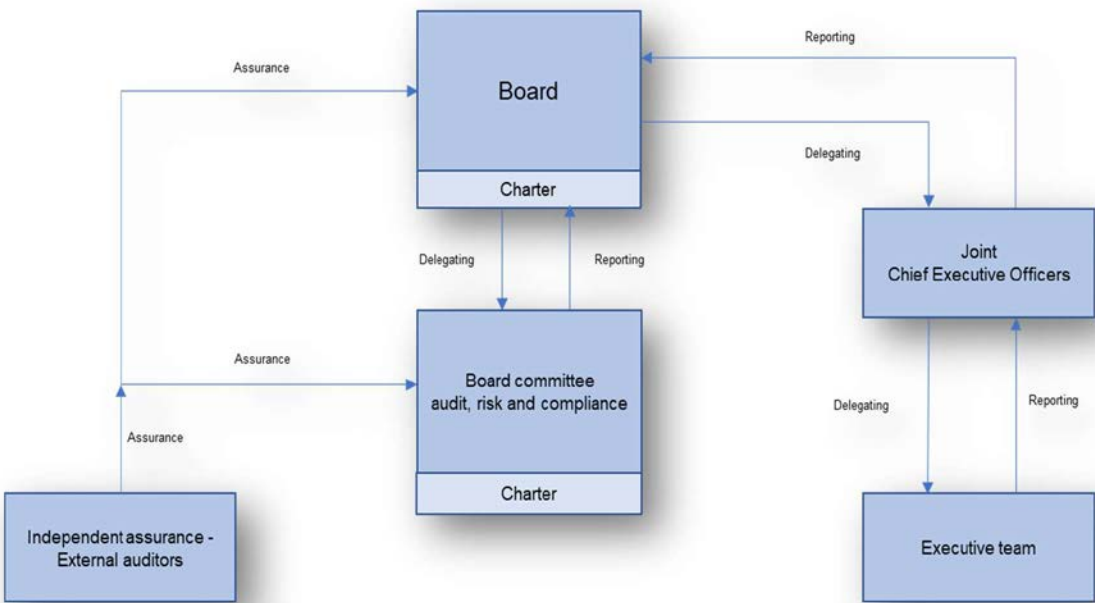 Reporting
Assurance
Board
Delegating
Charter
Delegating
Reporting
Joint
Chief Executive Officers
Assurance
Board committee
audit, risk and compliance
Delegating
Reporting
Assurance
Charter
Independent assurance -
External auditors
Executive team